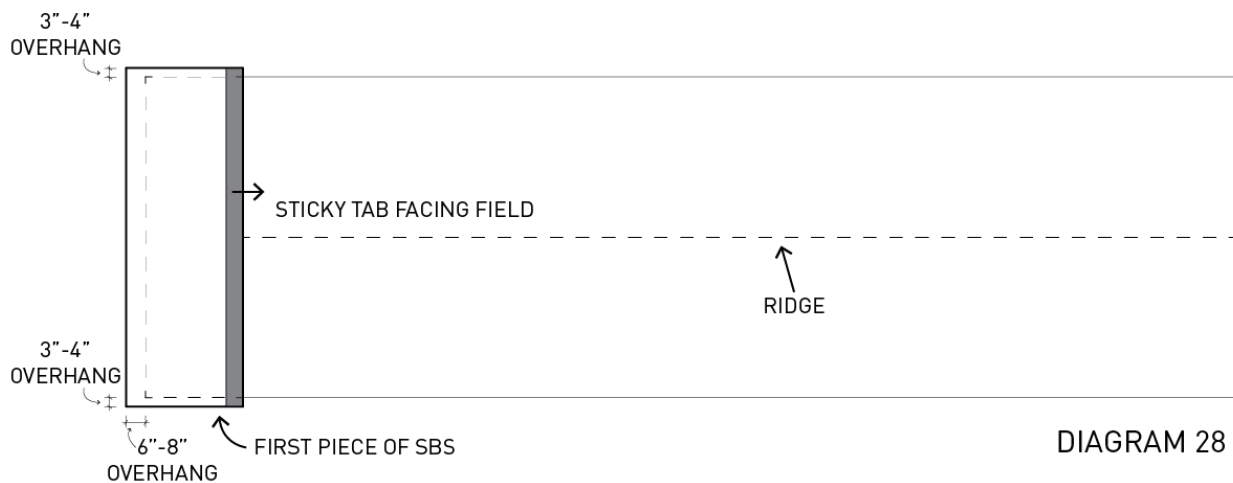 3”-4”
OVERHANG
STICKY TAB FACING FIELD
RIDGE
3”-4”
OVERHANG
6”-8”
OVERHANG
FIRST PIECE OF SBS
DIAGRAM 28